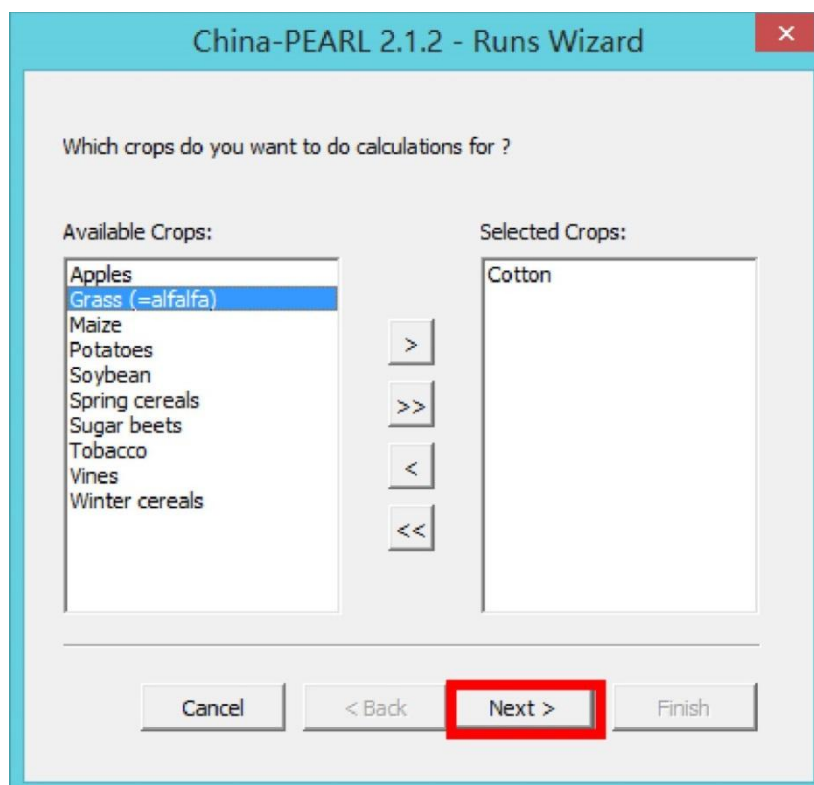 China-PEARL 2.1.2 - Runs Wizard
×
Which crops do you want to do calculations for ?
Available Crops:
Apples
Grass (=alfalfa)
Maize
Potatoes
Soybean
Spring cereals
Sugar beets
Tobacco
Vines
Winter cereals
>
>>
<
<<
Selected Crops:
Cotton
Cancel
< Back
Next >
Finish